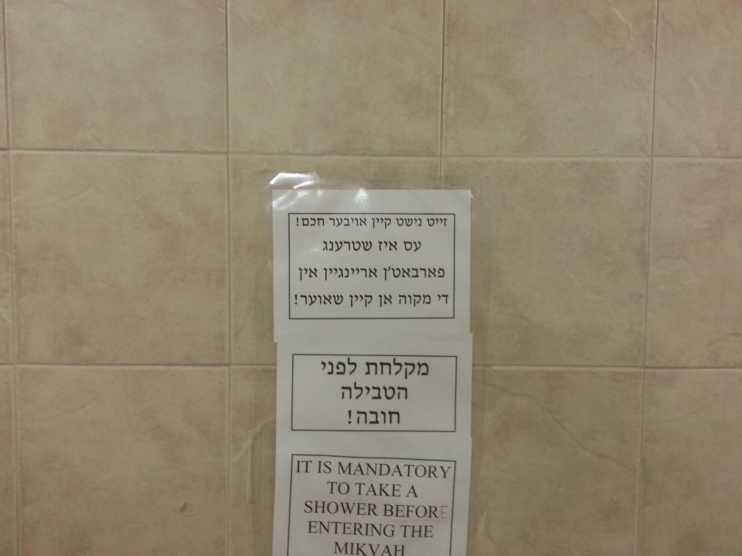 זייט נישט קיין אויבער חכם!
עס איז שטרענג
פארבאט'ן אריינגיין אין
די מקוה אן קיין שאוער!
מקלחת לפני
הטבילה
חובה!
IT IS MANDATORY
TO TAKE A
SHOWER BEFORE
ENTERING THE
MIKVAH